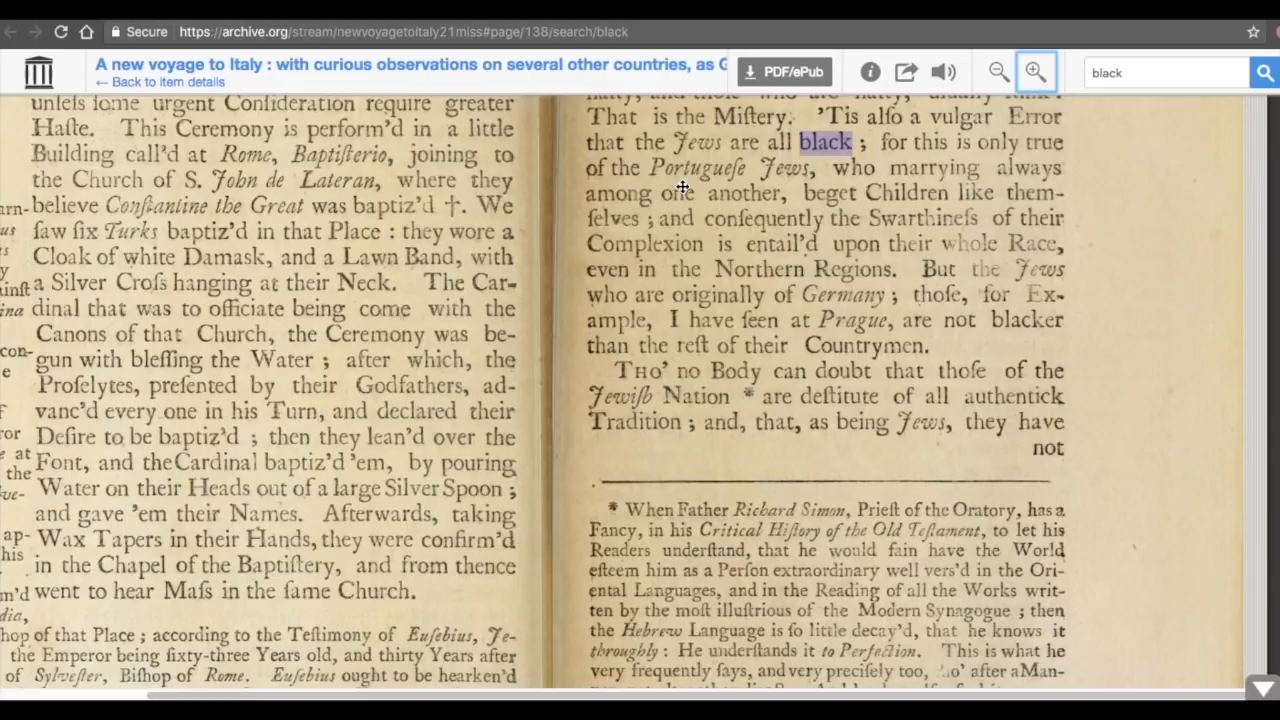 Secure https://archive.org/stream/newvoyagetoitaly21miss#page/138/search/black
A new voyage to Italy : with curious observations on several other countries, as G
← Back to item details
PDF/ePub
black
unleſs ſome urgent Conſideration require greater
Haſte. This Ceremony is perform'd in a little
Building call'd at Rome, Baptiſterio, joining to
the Church of S. John de Lateran, where they
believe Conſtantine the Great was baptiz'd †. We
ſaw ſix Turks baptiz'd in that Place : they wore a
Cloak of white Damask, and a Lawn Band, with
a Silver Croſs hanging at their Neck. The Car-
dinal that was to officiate being come with the
Canons of that Church, the Ceremony was be-
gun with bleſſing the Water ; after which, the
Proſelytes, preſented by their Godfathers, ad-
vanc'd every one in his Turn, and declared their
Deſire to be baptiz'd ; then they lean'd over the
Font, and the Cardinal baptiz'd 'em, by pouring
Water on their Heads out of a large Silver Spoon ;
and gave 'em their Names. Afterwards, taking
Wax Tapers in their Hands, they were confirm'd
in the Chapel of the Baptiſtery, and from thence
went to hear Maſs in the ſame Church.
hop of that Place ; according to the Teſtimony of Euſebius, Je-
the Emperor being ſixty-three Years old, and thirty Years after
of Sylveſter, Biſhop of Rome. Euſebius ought to be hearken'd
arn-
us
y
inſt
ina
con-
e
f
ror
e at
the
ve-
ap-
his
m'd
dia,
That is the Miſtery. 'Tis alſo a vulgar Error
that the Jews are all black ; for this is only true
of the Portugueſe Jews, who marrying always
among one another, beget Children like them-
ſelves ; and conſequently the Swarthineſs of their
Complexion is entail'd upon their whole Race,
even in the Northern Regions. But the Jews
who are originally of Germany ; thoſe, for Ex-
ample, I have ſeen at Prague, are not blacker
than the reſt of their Countrymen.
THO' no Body can doubt that thoſe of the
Jewiſh Nation * are deſtitute of all authentick
Tradition ; and, that, as being Jews, they have
not
* When Father Richard Simon, Prieſt of the Oratory, has a
Fancy, in his Critical Hiſtory of the Old Teſtament, to let his
Readers underſtand, that he would fain have the World
eſteem him as a Perſon extraordinary well vers'd in the Ori-
ental Languages, and in the Reading of all the Works writ-
ten by the moſt illuſtrious of the Modern Synagogue ; then
the Hebrew Language is ſo little decay'd, that he knows it
throughly : He underſtands it to Perfection. This is what he
very frequently ſays, and very preciſely too, 'ho' after a Man-